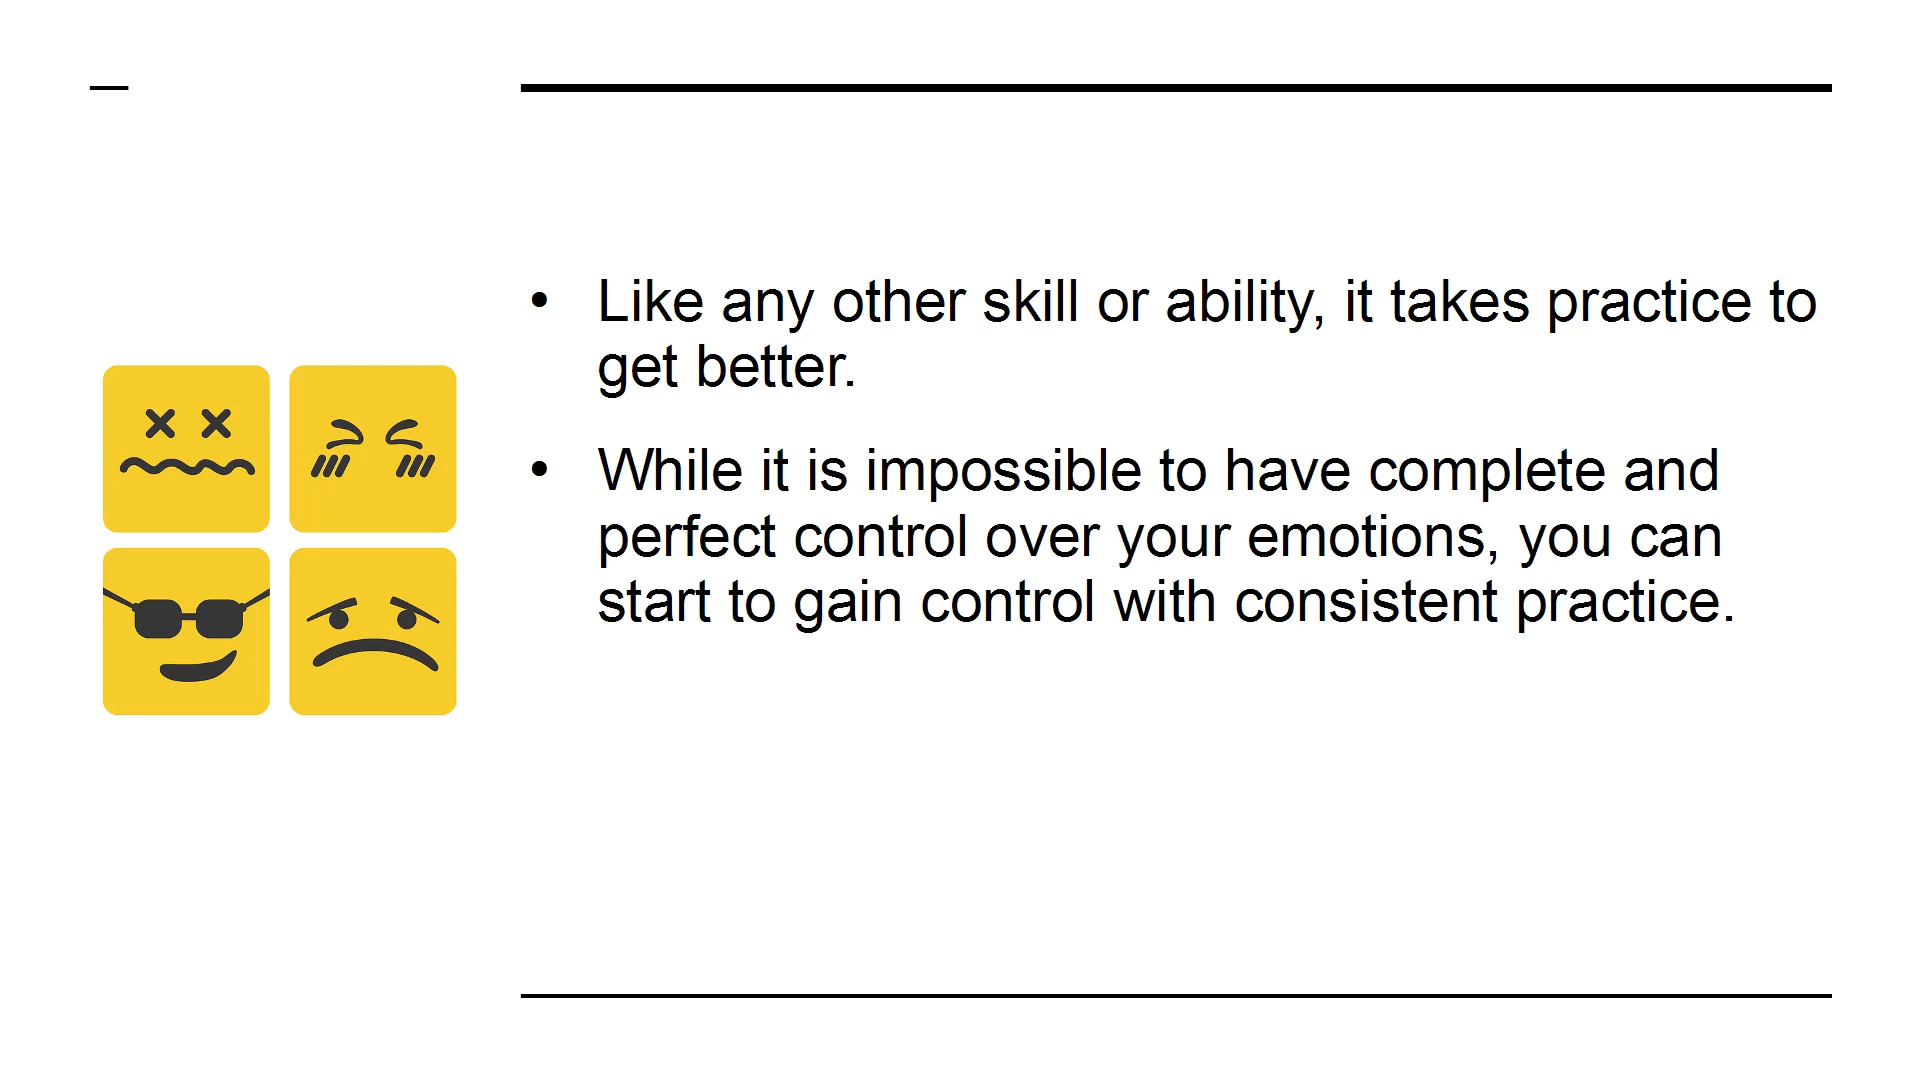 • Like any other skill or ability, it takes practice to
get better.
• While it is impossible to have complete and
perfect control over your emotions, you can
start to gain control with consistent practice.